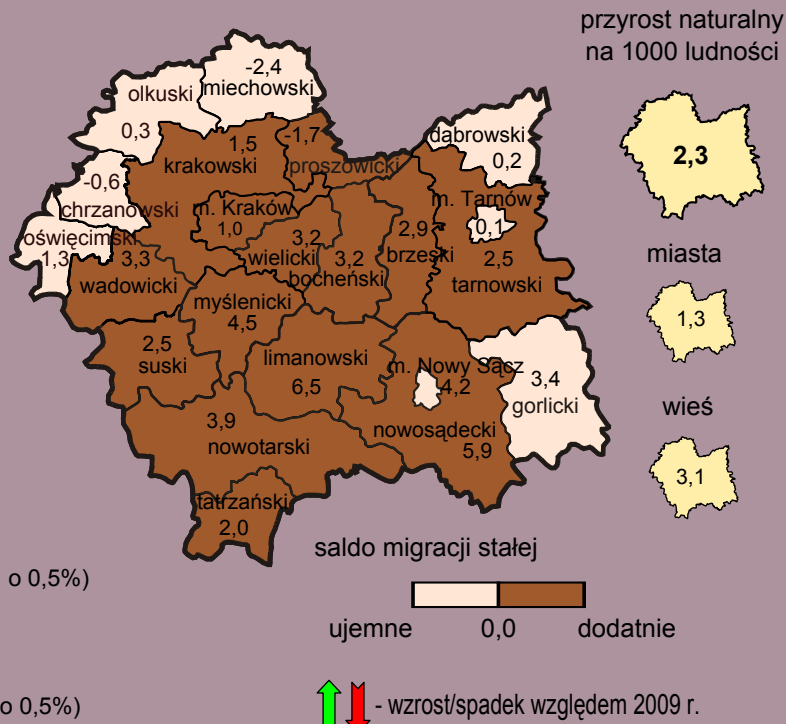 przyrost naturalny
na 1000 ludności
-2,4
miechowski
olkuski
0,3
1,5
krakowski
-1,7
proszowicki
dąbrowski
0,2
2,3
-0,6
chrzanowski
m. Kraków
1,0
m. Tarnów
0,1
oświęcimski
1,3
3,3
wadowicki
3,2
wielicki
3,2
bocheński
2,9
brzeski
2,5
tarnowski
miasta
1,3
myślenicki
4,5
2,5
suski
limanowski
6,5
m. Nowy Sącz
4,2
3,4
gorlicki
wieś
3,9
nowotarski
nowosądecki
5,9
3,1
tatrzański
2,0
saldo migracji stałej
o 0,5%)
ujemne 0,0 dodatnie
o 0,5%)
- wzrost/spadek względem 2009 r.